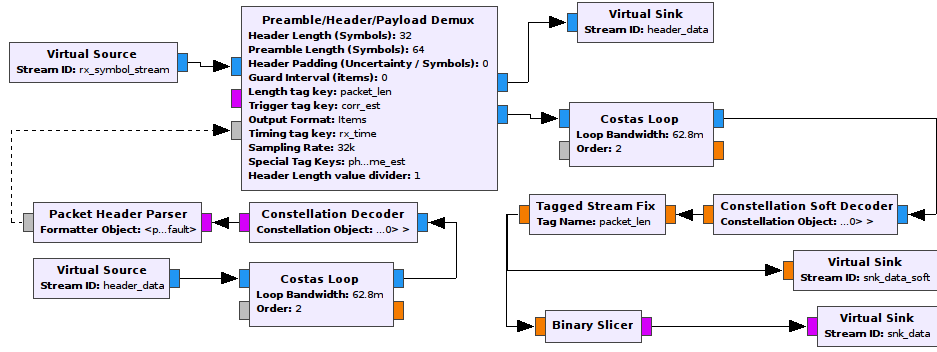 Preamble/Header/Payload Demux
Header Length (Symbols): 32
Preamble Length (Symbols): 64
Header Padding (Uncertainty / Symbols): 0
Guard Interval (items): 0
Length tag key: packet_len
Trigger tag key: corr_est
Output Format: Items
Timing tag key: rx_time
Sampling Rate: 32k
Special Tag Keys: ph...me_est
Header Length value divider: 1
Virtual Source
Stream ID: rx_symbol_stream
Virtual Sink
Stream ID: header_data
Costas Loop
Loop Bandwidth: 62.8m
Order: 2
Packet Header Parser
Formatter Object: <p...fault>
Constellation Decoder
Constellation Object: ...0> >
Tagged Stream Fix
Tag Name: packet_len
Constellation Soft Decoder
Constellation Object: ...0> >
Virtual Source
Stream ID: header_data
Costas Loop
Loop Bandwidth: 62.8m
Order: 2
Virtual Sink
Stream ID: snk_data_soft
Binary Slicer
Virtual Sink
Stream ID: snk_data